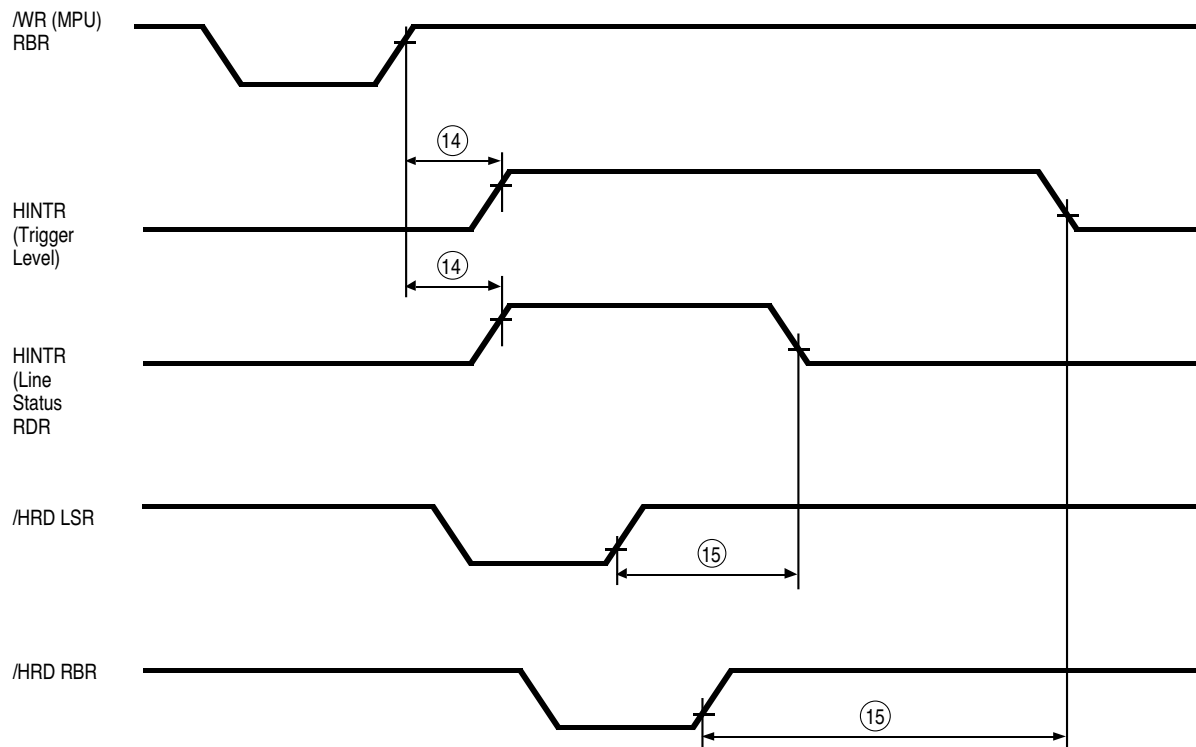 /WR (MPU)
RBR
14
HINTR
(Trigger
Level)
14
HINTR
(Line
Status
RDR
/HRD LSR
15
/HRD RBR
15